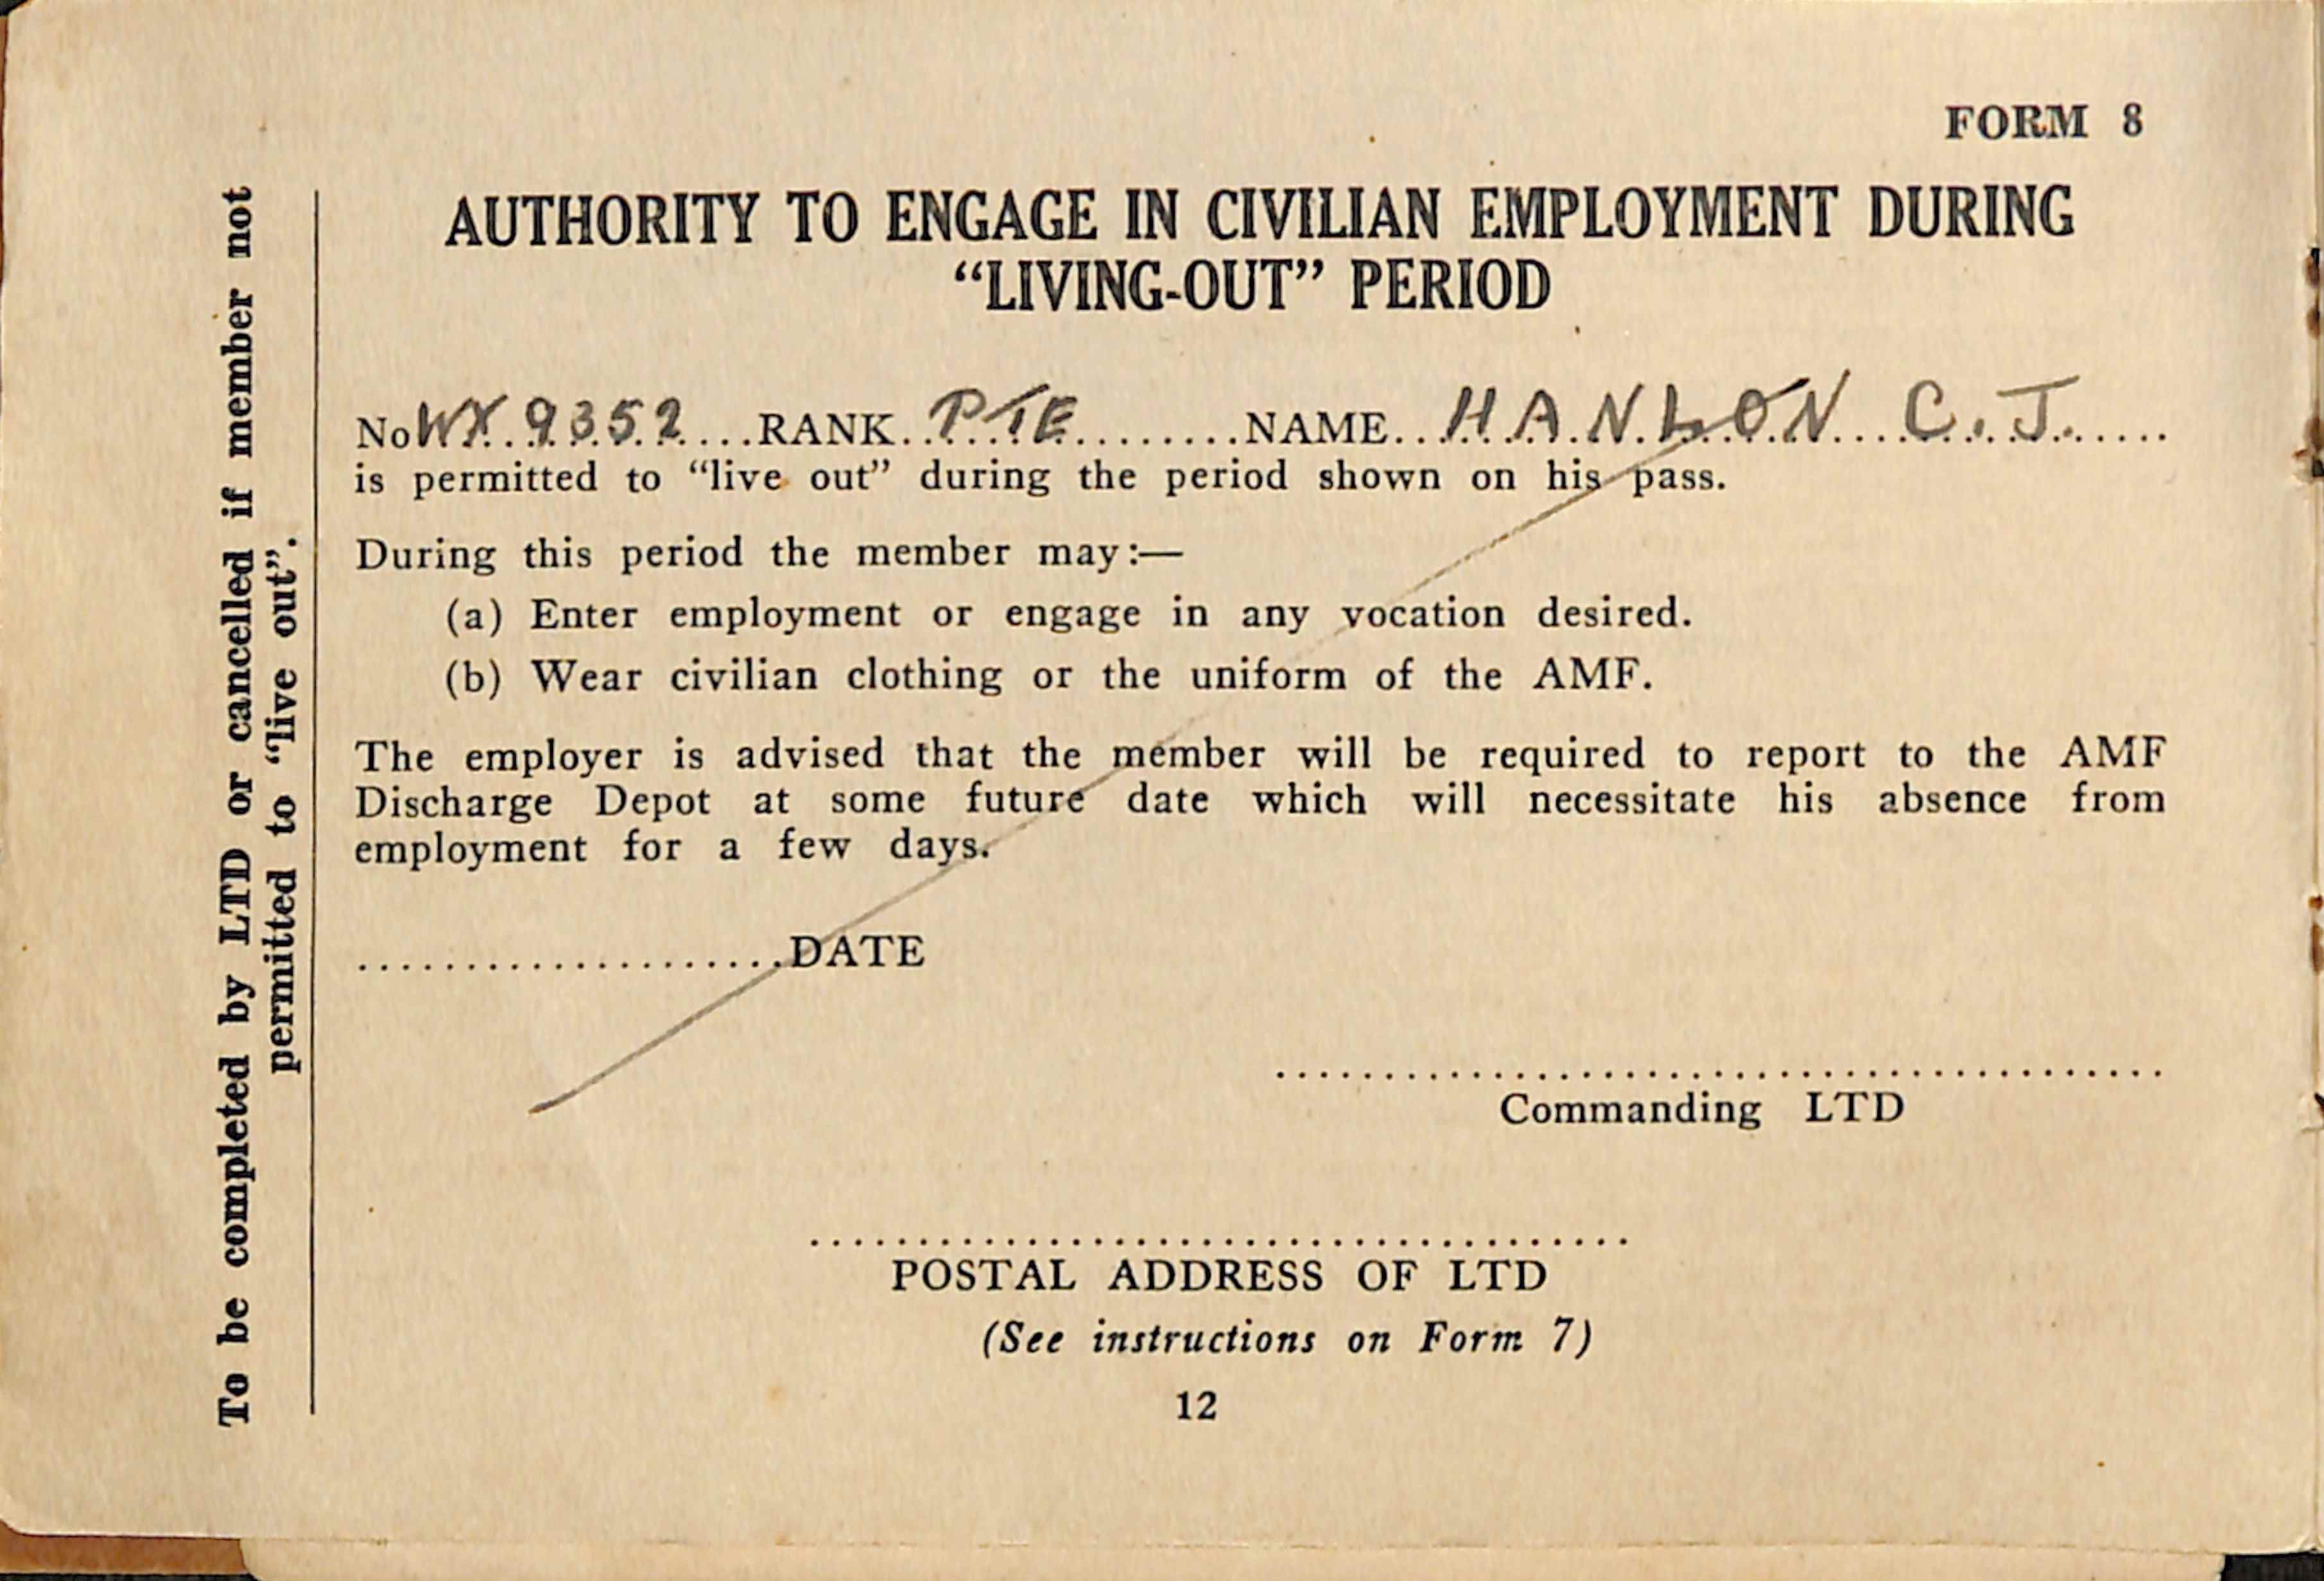 FORM 8
AUTHORITY TO ENGAGE IN CIVILIAN EMPLOYMENT DURING
“LIVING-OUT” PERIOD
No WX 9352 ....RANK..PTE.........NAME...HANLON C.J.......
is permitted to “live out” during the period shown on his pass.
During this period the member may:—
(a) Enter employment or engage in any vocation desired.
(b) Wear civilian clothing or the uniform of the AMF.
The employer is advised that the member will be required to report to the AMF
Discharge Depot at some future date which will necessitate his absence from
employment for a few days.
......................DATE
Commanding LTD
POSTAL ADDRESS OF LTD
(See instructions on Form 7)
12
To be completed by LTD or cancelled if member not
permitted to “live out”.